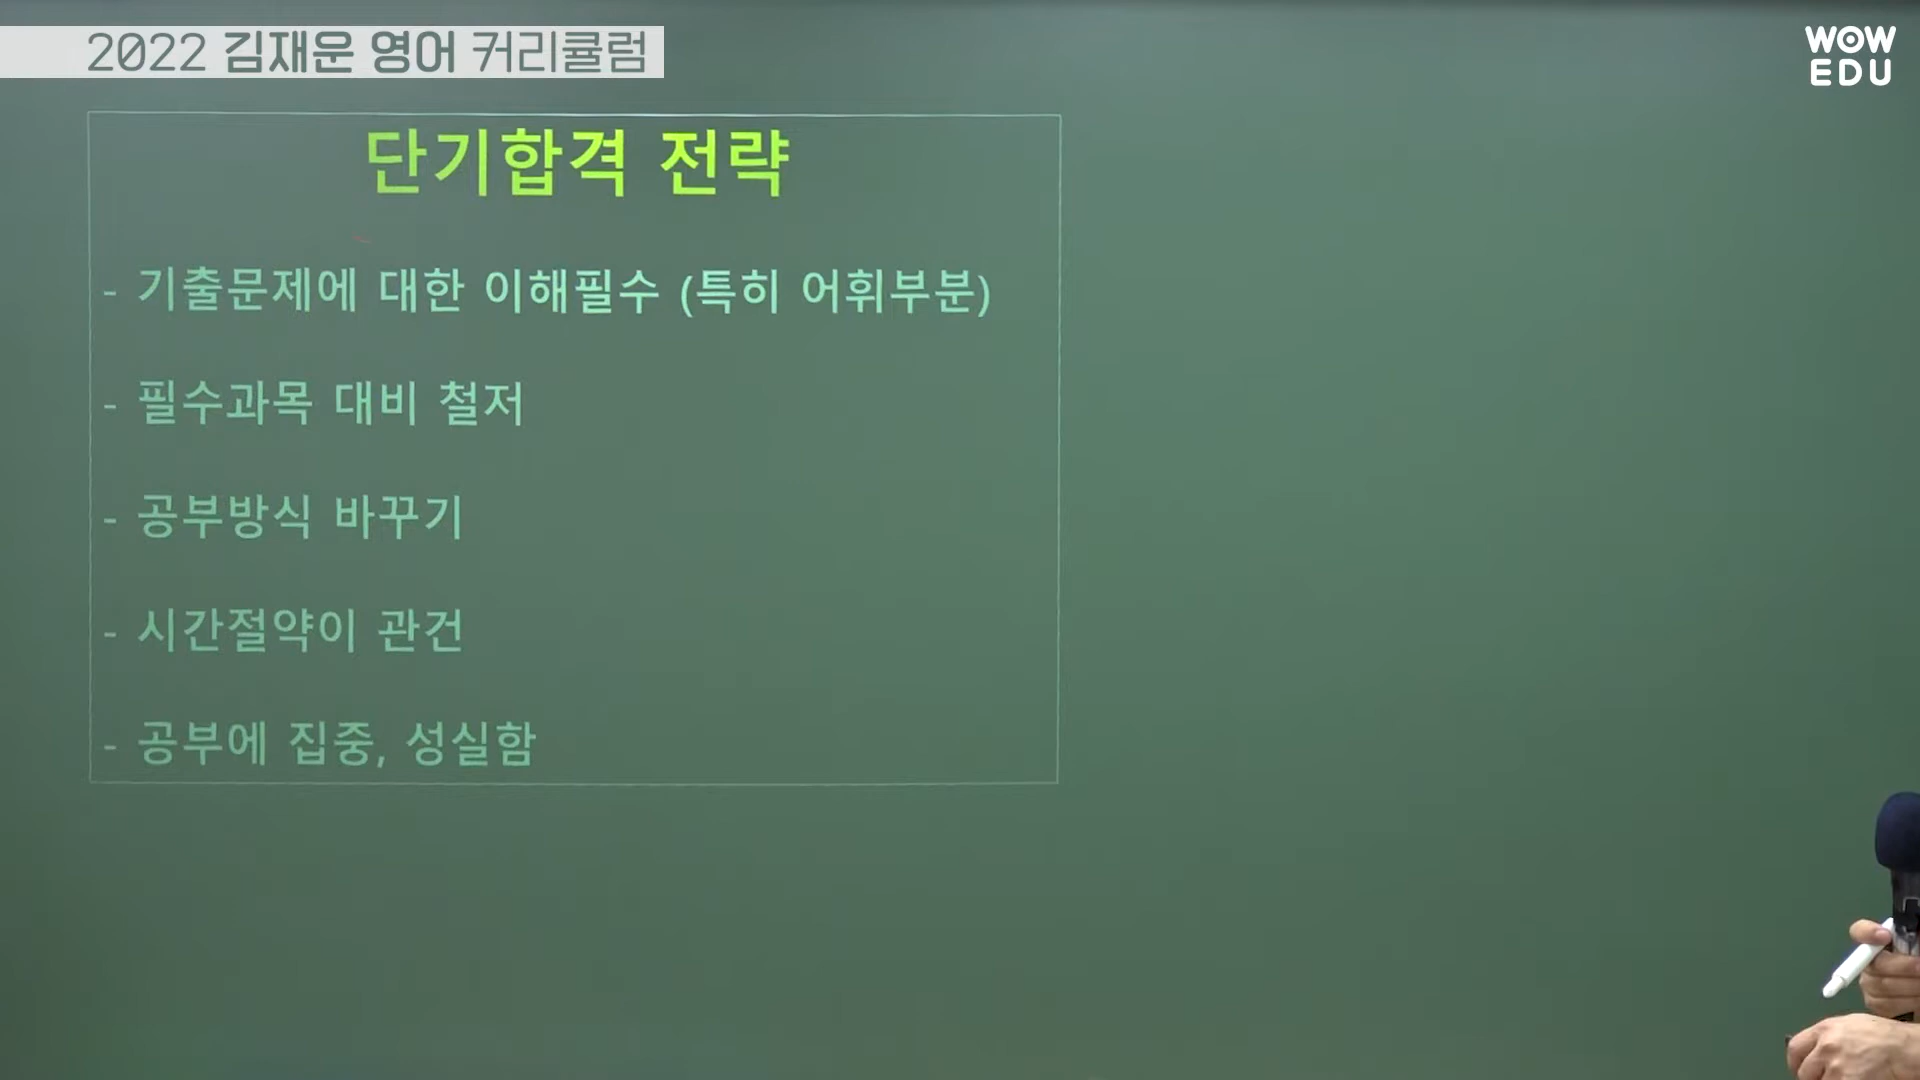 2022 김재운 영어 커리큘럼
WOW
EDU
단기합격 전략
- 기출문제에 대한 이해필수 (특히 어휘부분)
- 필수과목 대비 철저
- 공부방식 바꾸기
- 시간절약이 관건
- 공부에 집중, 성실함